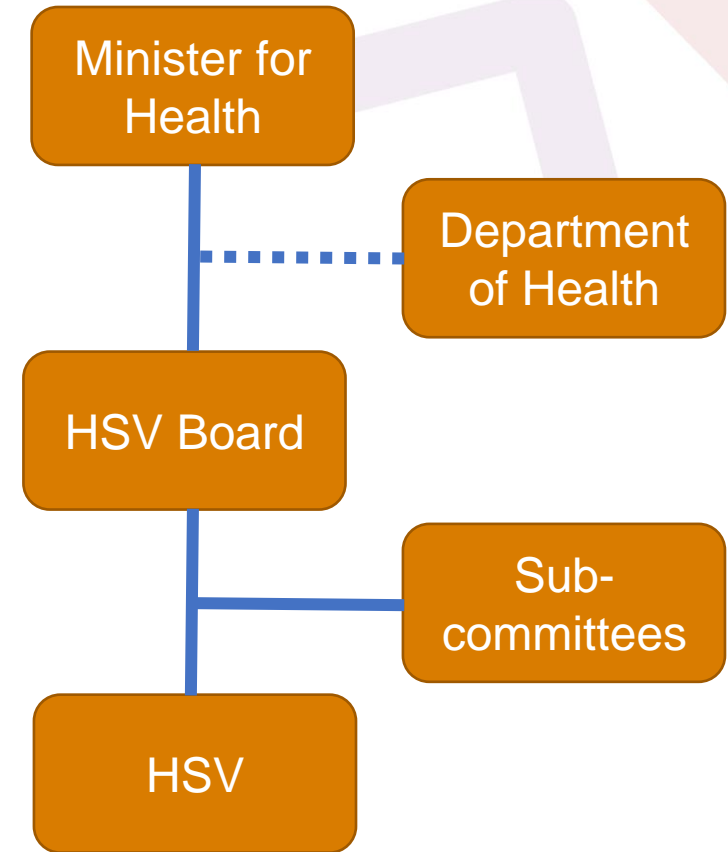 Minister for
Health
Department
of Health
HSV Board
Sub-
committees
HSV